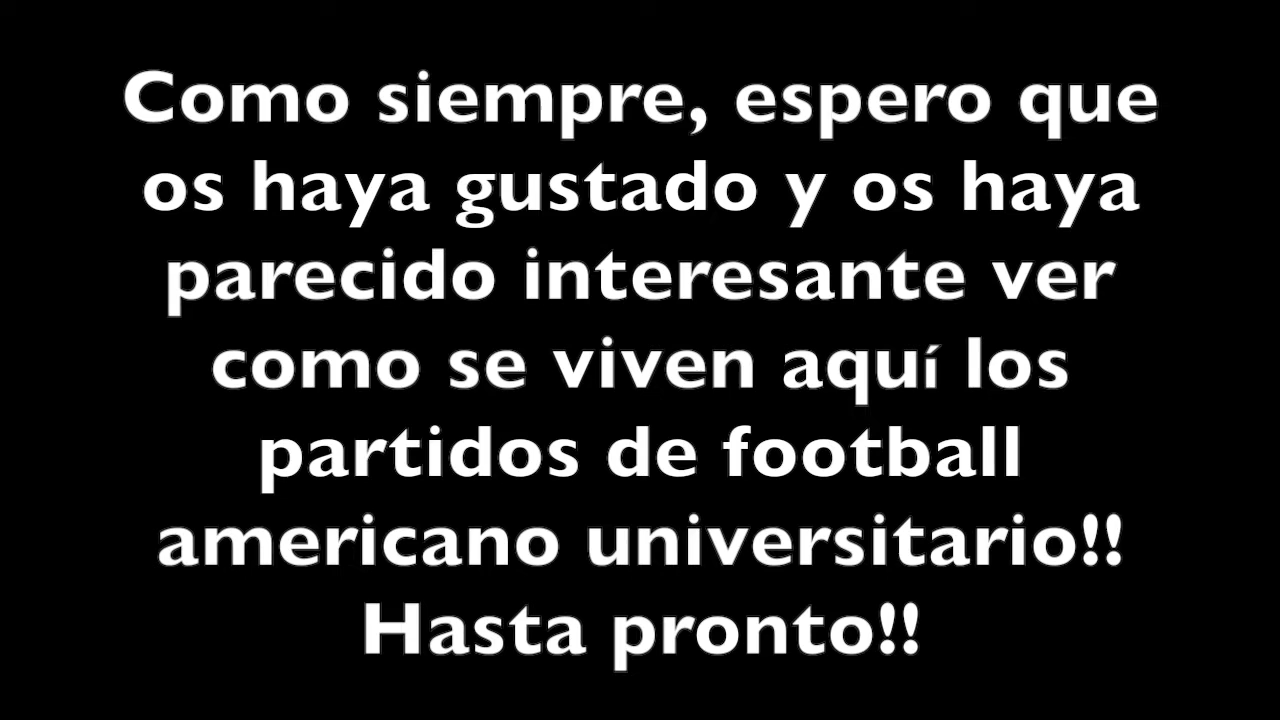 Como siempre, espero que
os haya gustado y os haya
parecido interesante ver
como se viven aquí los
partidos de football
americano universitario!!
Hasta pronto!!